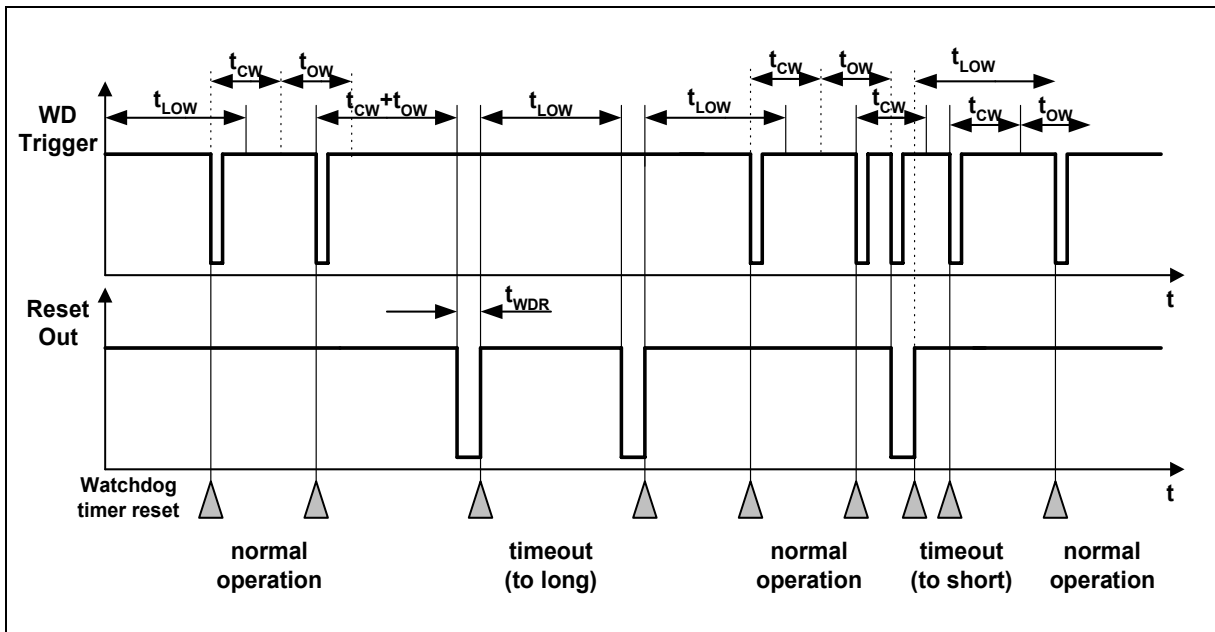 tCW
tOW
tCW
tOW
tLOW
tLOW
tCW+tOW
tLOW
tLOW
tCW
tCW
tOW
WD
Trigger
t
Reset
Out
tWDR
t
Watchdog
timer reset
normal
operation
timeout
(to long)
normal
operation
timeout
(to short)
normal
operation